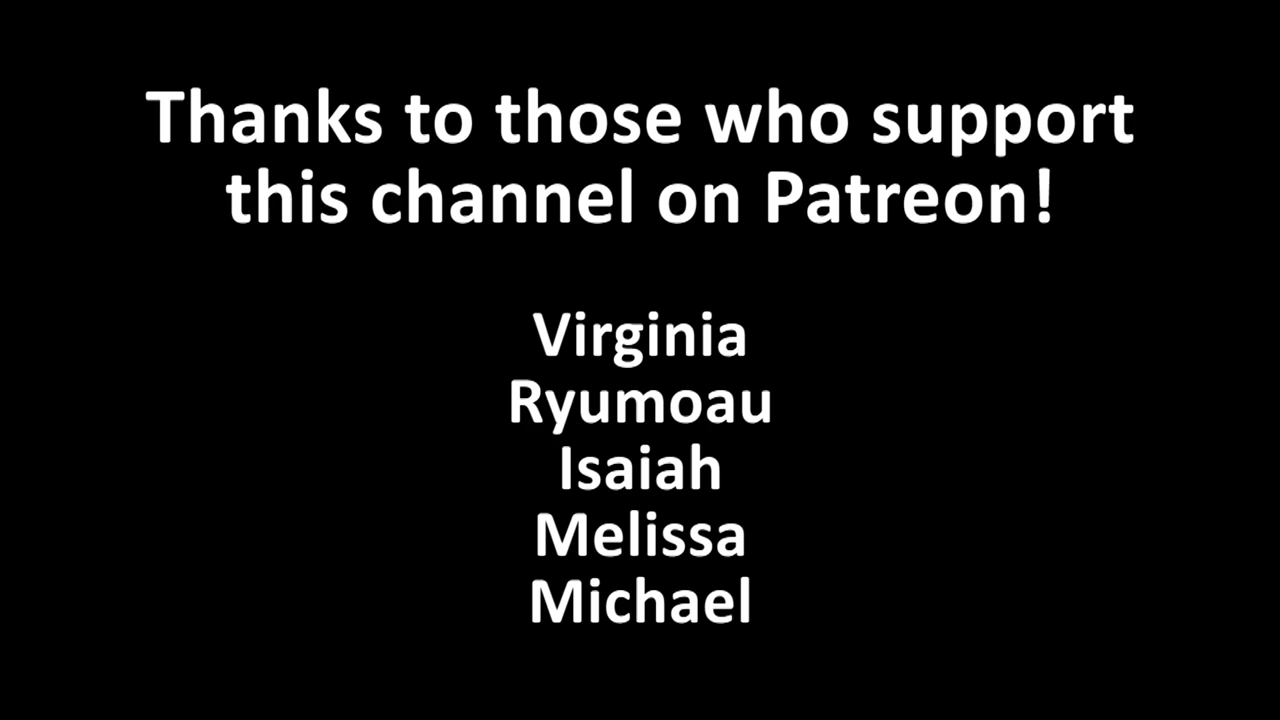 Thanks to those who support
this channel on Patreon!
Virginia
Ryumoau
Isaiah
Melissa
Michael